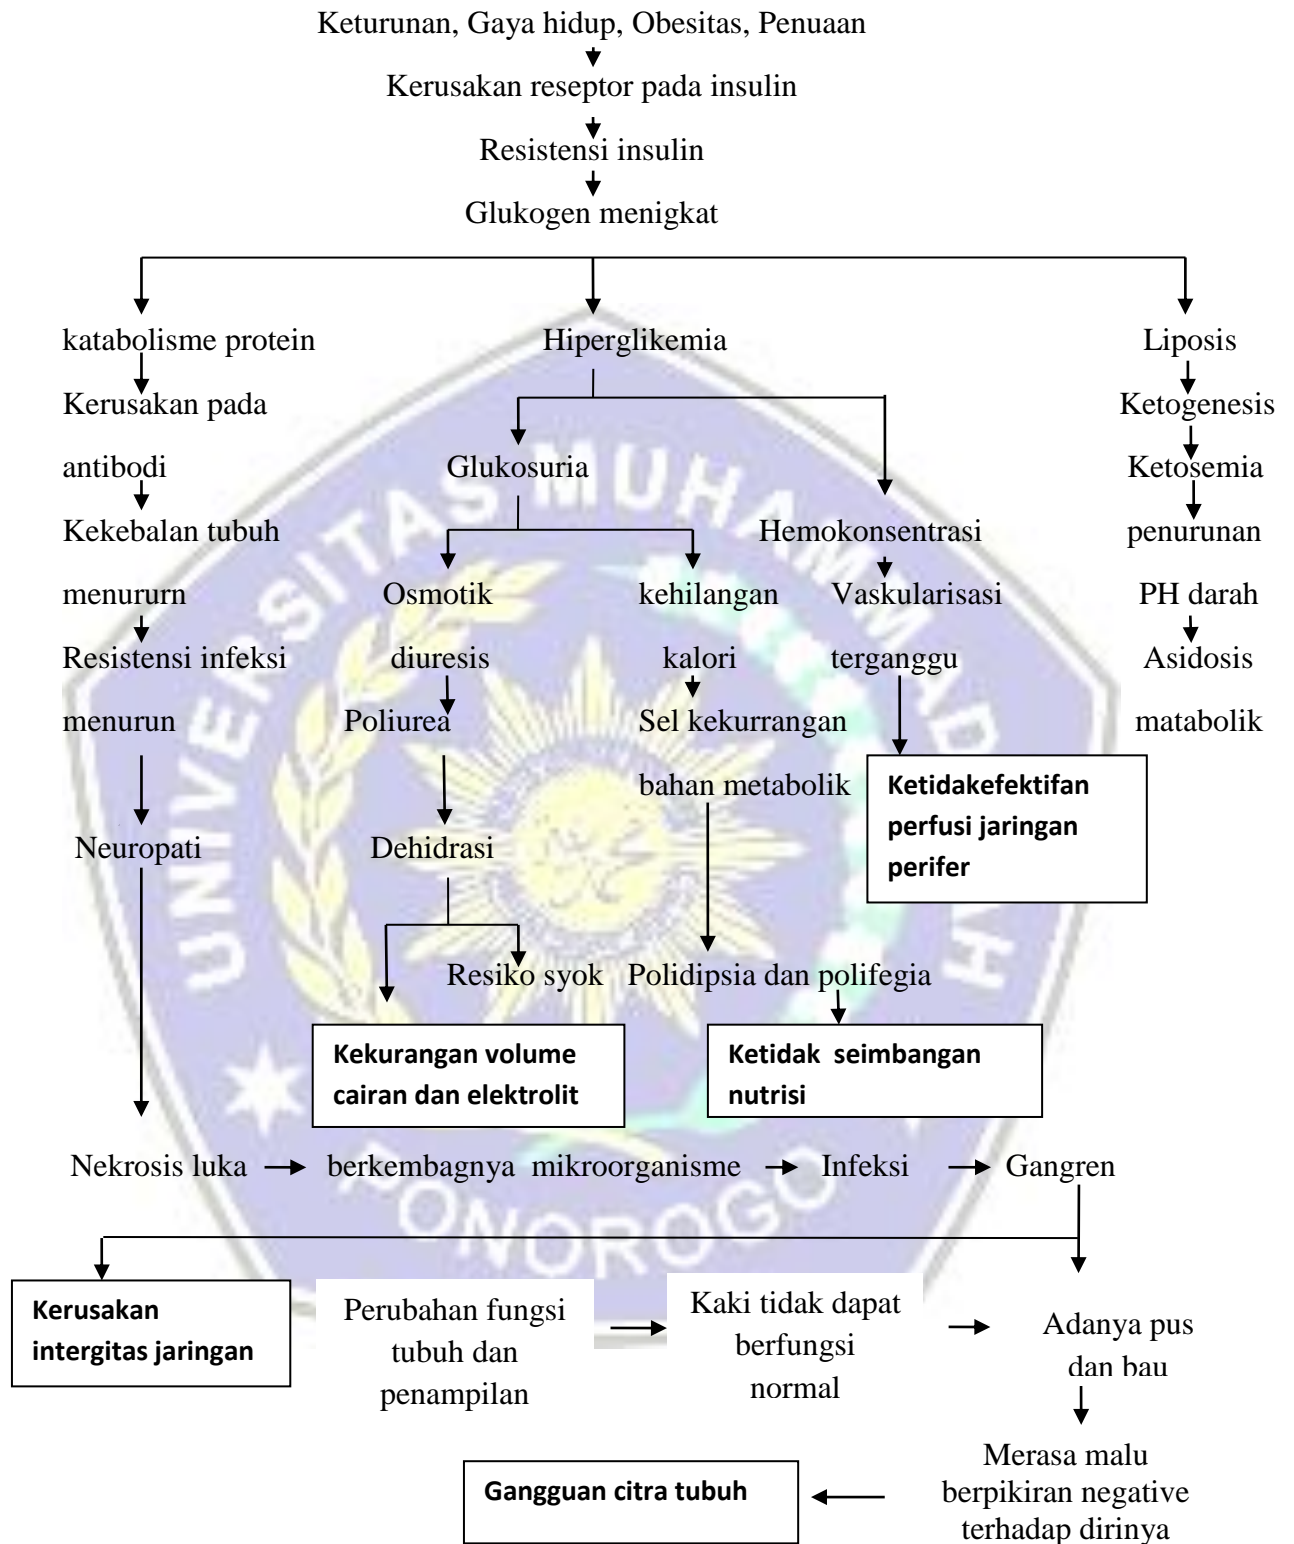 Keturunan, Gaya hidup, Obesitas, Penuaan
Kerusakan reseptor pada insulin
Resistensi insulin
Glukogen menigkat
katabolisme protein
Kerusakan pada
antibodi
Kekebalan tubuh
menururn
Resistensi infeksi
menurun
Neuropati
Hiperglikemia
Glukosuria
Osmotik
diuresis
Poliurea
Dehidrasi
Resiko syok
Kekurangan volume
cairan dan elektrolit
kehilangan
kalori
Sel kekurrangan
bahan metabolik
Polidipsia dan polifegia
Ketidak seimbangan
nutrisi
Hemokonsentrasi
Vaskularisasi
terganggu
Ketidakefektifan
perfusi jaringan
perifer
Liposis
Ketogenesis
Ketosemia
penurunan
PH darah
Asidosis
matabolik
Nekrosis luka
berkembagnya mikroorganisme
Infeksi
Gangren
Kerusakan
intergitas jaringan
Perubahan fungsi
tubuh dan
penampilan
Kaki tidak dapat
berfungsi
normal
Adanya pus
dan bau
Merasa malu
berpikiran negative
terhadap dirinya
Gangguan citra tubuh
UNIVERSITAS MUHAMMADIYAH
PONOROGO